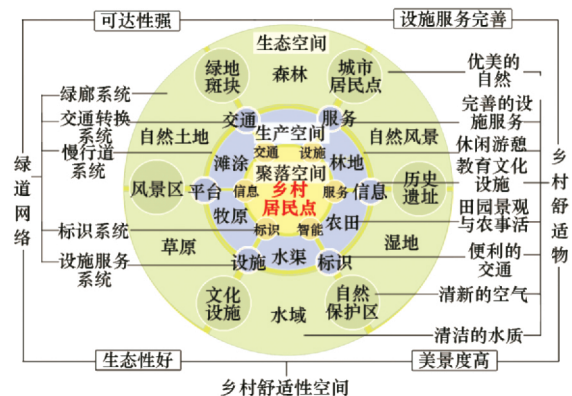 可达性强
设施服务完善
生态空间
绿地
斑块
森林
城市
居民点
优美的
自然
绿廊系统
交通转换
系统
慢行道
系统
完善的设
施服务
休闲游憩
教育文化
设施
交通
服务
生产空间
自然土地
自然风景
滩涂
交通
设施
林地
聚落空间
绿道网络
风景区
平台
信息
乡村
居民点
服务
信息
历史
遗址
乡村舒适物
田园景观
与农事活
标识系统
牧原
标识
智能
农田
草原
湿地
便利的
交通
设施服务
系统
设施
水渠
标识
文化
设施
水域
自然
保护区
清新的空气
清洁的水质
生态性好
美景度高
乡村舒适性空间